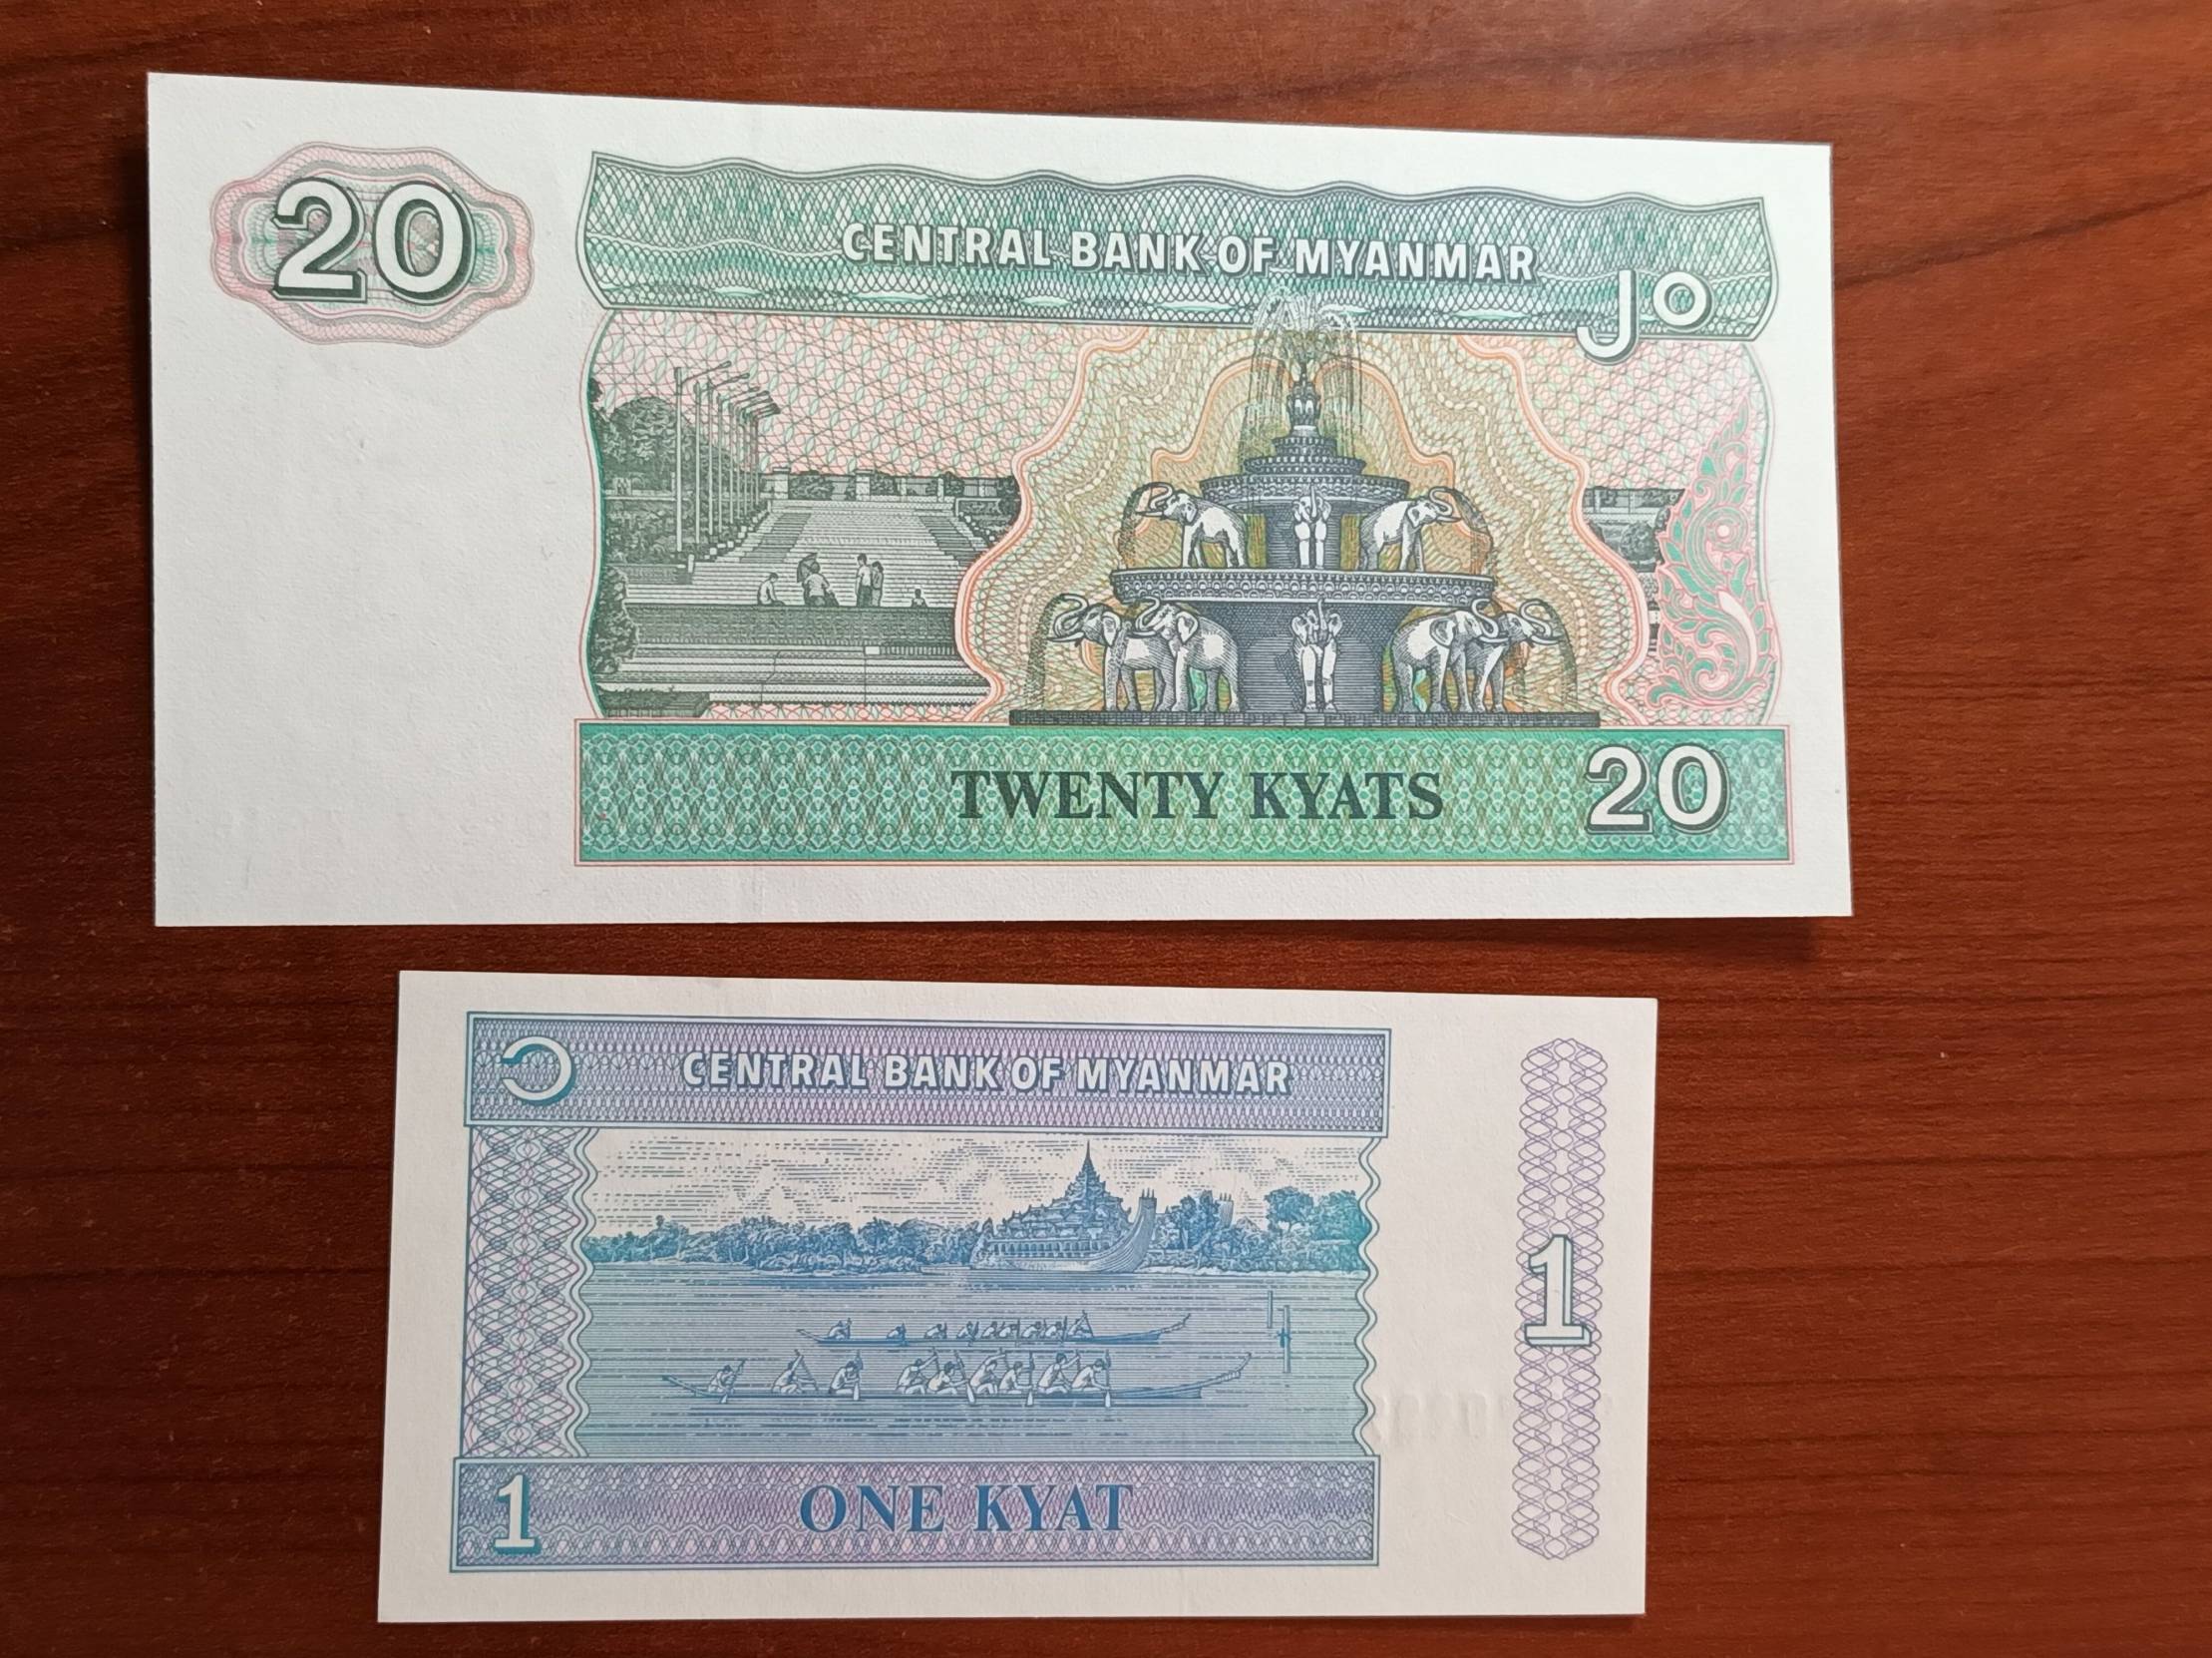 20
CENTRAL BANK OF MYANMAR
၂၀
TWENTY KYATS
20
၁
CENTRAL BANK OF MYANMAR
1
1
ONE KYAT